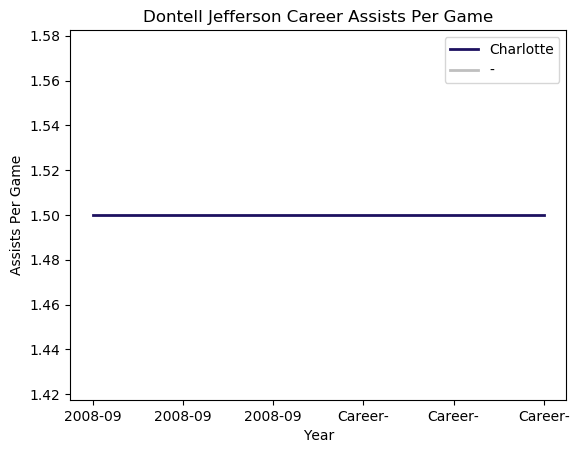 Dontell Jefferson Career Assists Per Game
Charlotte
-
1.58
1.56
1.54
1.52
1.50
1.48
1.46
1.44
1.42
Assists Per Game
2008-09 2008-09 2008-09 Career- Career- Career-
Year